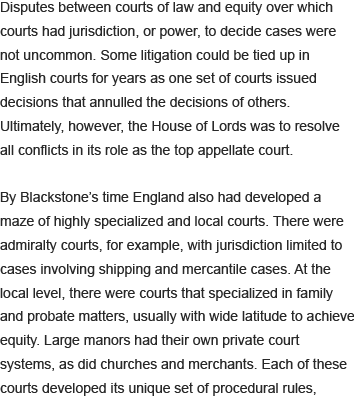 Disputes between courts of law and equity over which
courts had jurisdiction, or power, to decide cases were
not uncommon. Some litigation could be tied up in
English courts for years as one set of courts issued
decisions that annulled the decisions of others.
Ultimately, however, the House of Lords was to resolve
all conflicts in its role as the top appellate court.

By Blackstone’s time England also had developed a
maze of highly specialized and local courts. There were
admiralty courts, for example, with jurisdiction limited to
cases involving shipping and mercantile cases. At the
local level, there were courts that specialized in family
and probate matters, usually with wide latitude to achieve
equity. Large manors had their own private court
systems, as did churches and merchants. Each of these
courts developed its unique set of procedural rules,